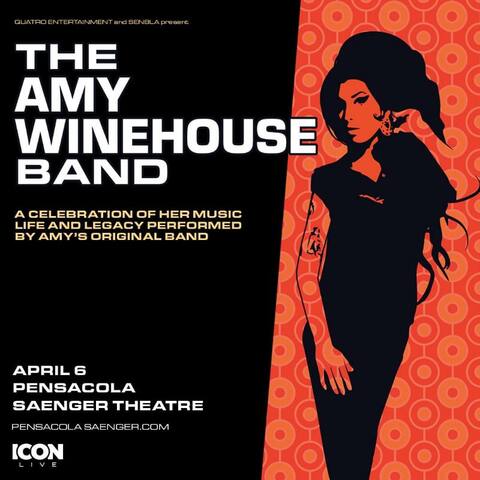 QUATRO ENTERTAINMENT and SENBLA present
THE
AMY
WINEHOUSE
BAND
A CELEBRATION OF HER MUSIC
LIFE AND LEGACY PERFORMED
BY AMY'S ORIGINAL BAND
APRIL 6
PENSACOLA
SAENGER THEATRE
PENSACOLA SAENGER.COM
ICON
LIVE